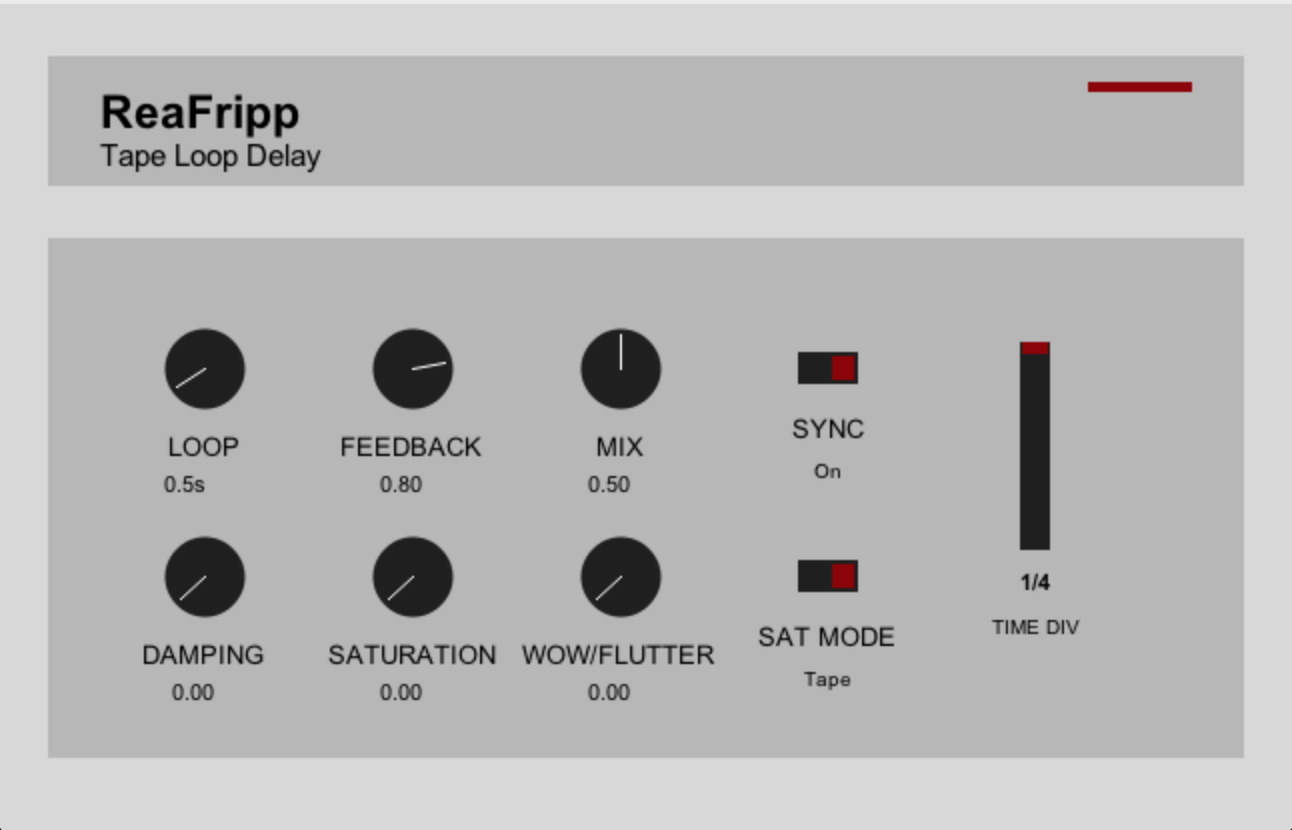 ReaFripp
Tape Loop Delay
LOOP
0.5s
FEEDBACK
0.80
MIX
0.50
SYNC
On
DAMPING
0.00
SATURATION
0.00
WOW/FLUTTER
0.00
SAT MODE
Tape
1/4
TIME DIV